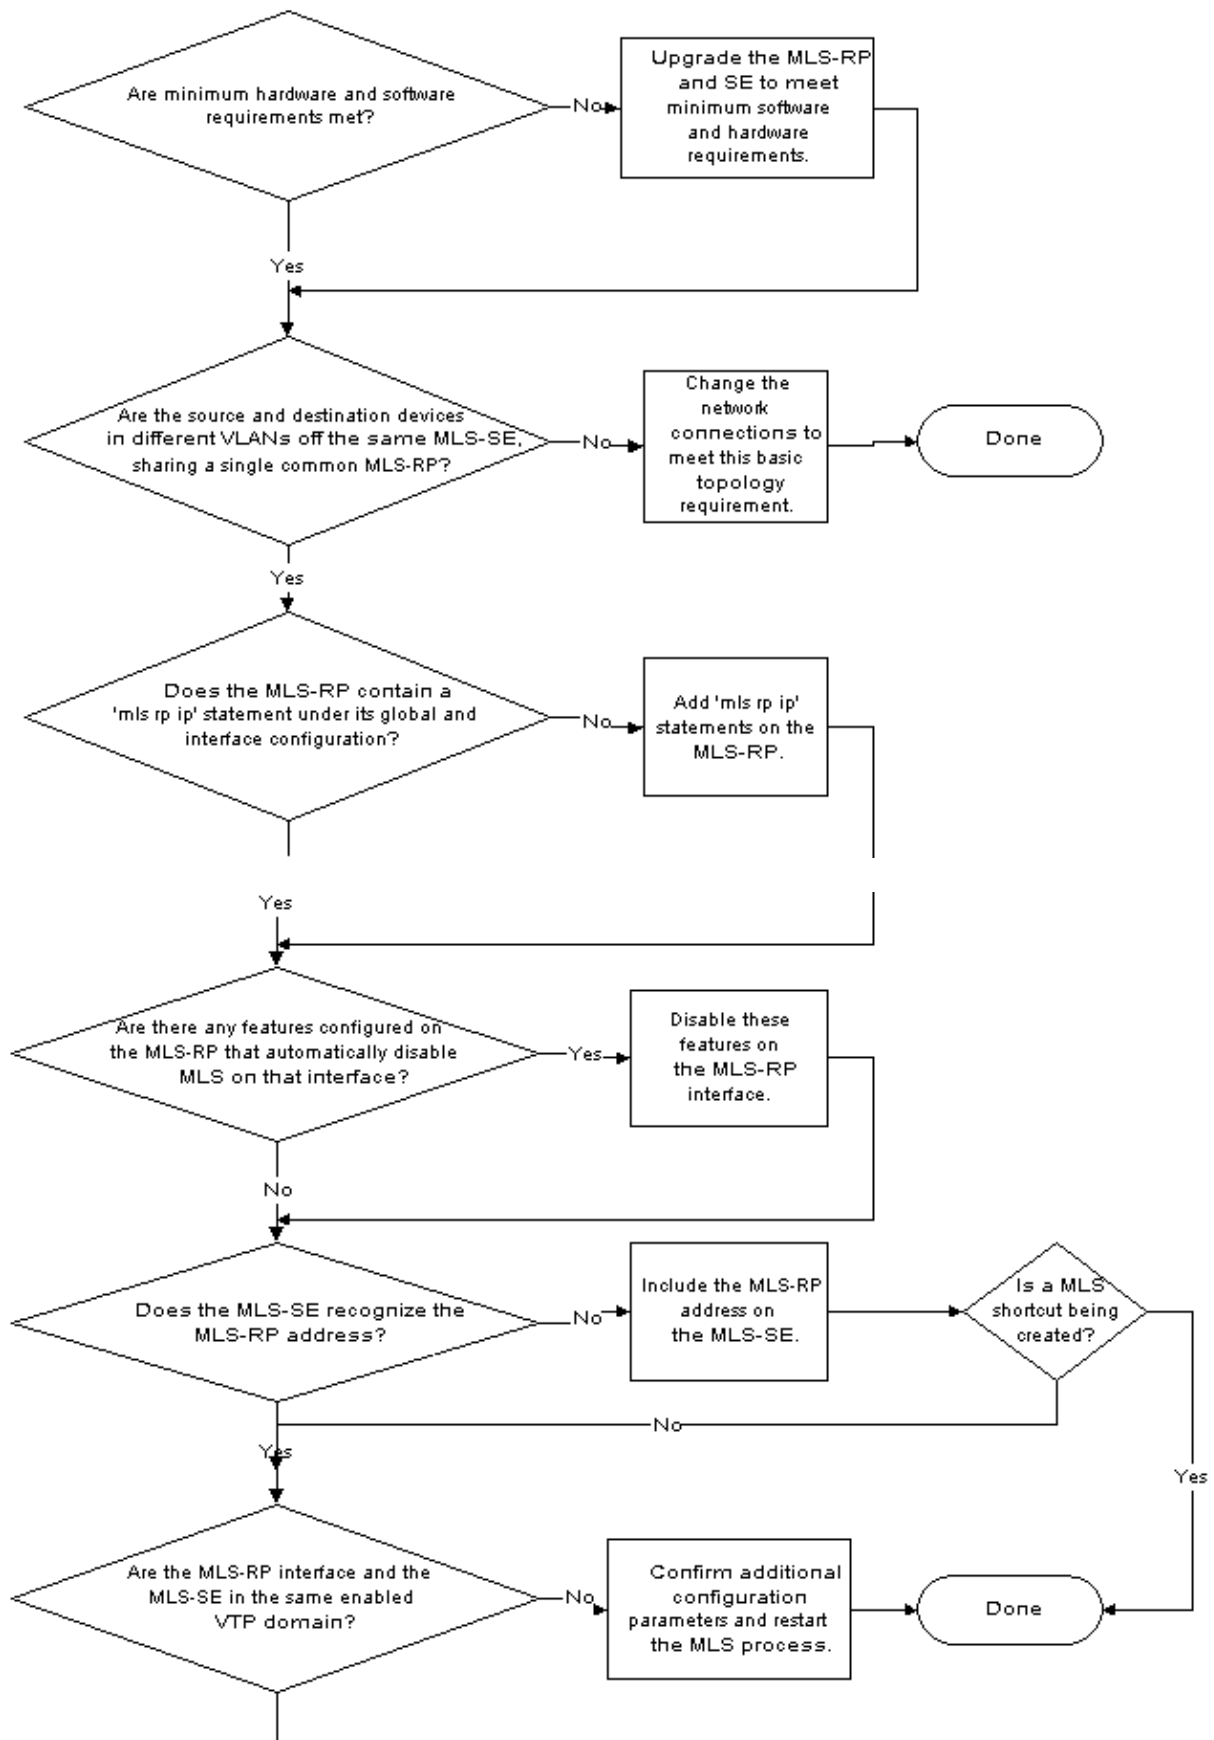 Are minimum hardware and software
requirements met?
No
Upgrade the MLS-RP
and SE to meet
minimum software
and hardware
requirements.
Yes
Are the source and destination devices
in different VLANs off the same MLS-SE,
sharing a single common MLS-RP?
No
Change the
network
connections to
meet this basic
topology
requirement.
Done
Yes
Does the MLS-RP contain a
'mls rp ip' statement under its global and
interface configuration?
No
Add 'mls rp ip'
statements on the
MLS-RP.
Yes
Are there any features configured on
the MLS-RP that automatically disable
MLS on that interface?
Yes
Disable these
features on
the MLS-RP
interface.
No
Does the MLS-SE recognize the
MLS-RP address?
No
Include the MLS-RP
address on
the MLS-SE.
Is a MLS
shortcut being
created?
No
Yes
Yes
Are the MLS-RP interface and the
MLS-SE in the same enabled
VTP domain?
No
Confirm additional
configuration
parameters and restart
the MLS process.
Done